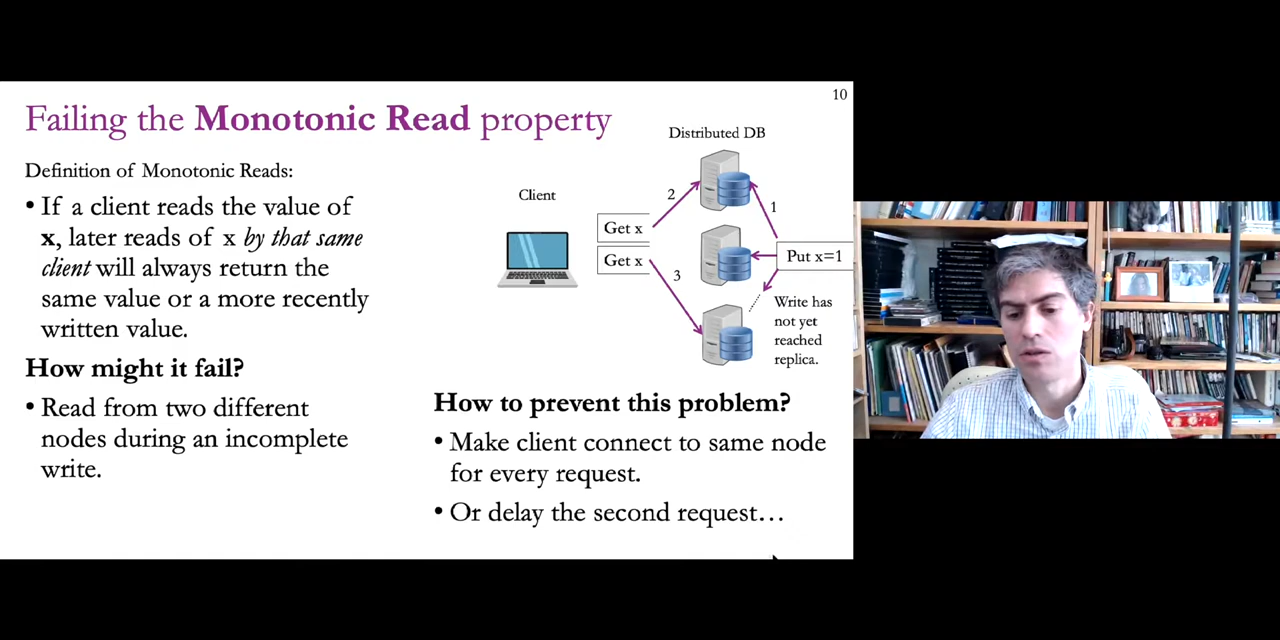 10
Failing the Monotonic Read property
Definition of Monotonic Reads:
• If a client reads the value of
x, later reads of x by that same
client will always return the
same value or a more recently
written value.
How might it fail?
• Read from two different
nodes during an incomplete
write.
Distributed DB
Client
2
1
Get x
Get x
Put x=1
3
Write has
not yet
reached
replica.
How to prevent this problem?
• Make client connect to same node
for every request.
• Or delay the second request…